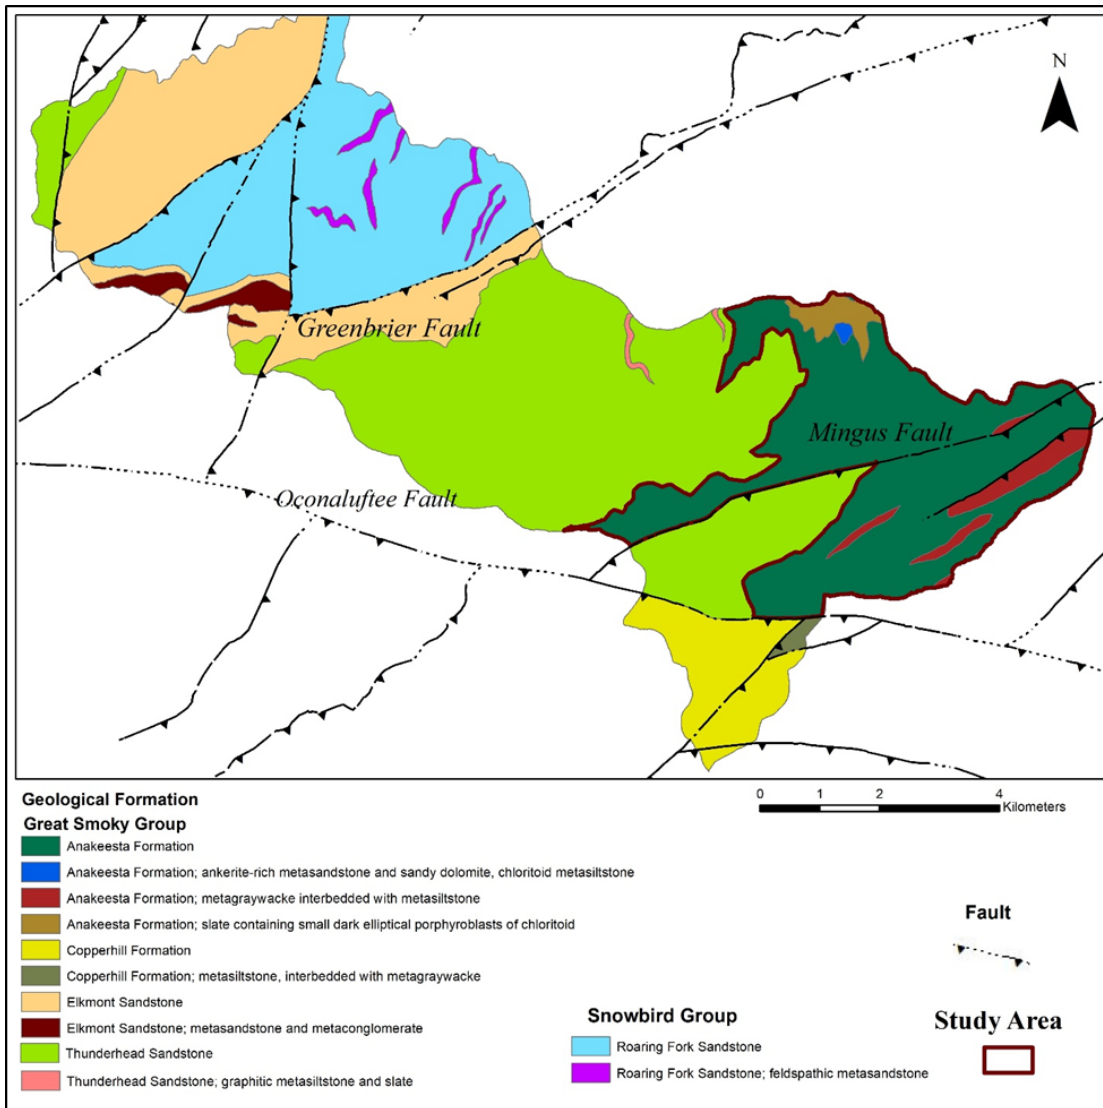 N
Greenbrier Fault
Mingus Fault
Oconaluftee Fault
0 1 2 4
Kilometers
Geological Formation
Great Smoky Group
Anakeesta Formation
Anakeesta Formation; ankerite-rich metasandstone and sandy dolomite, chloritoid metasiltstone
Anakeesta Formation; metagraywacke interbedded with metasiltstone
Anakeesta Formation; slate containing small dark elliptical porphyroblasts of chloritoid
Copperhill Formation
Copperhill Formation; metasiltstone, interbedded with metagraywacke
Elkmont Sandstone
Elkmont Sandstone; metasandstone and metaconglomerate
Thunderhead Sandstone
Thunderhead Sandstone; graphitic metasiltstone and slate
Snowbird Group
Roaring Fork Sandstone
Roaring Fork Sandstone; feldspathic metasandstone
Fault
Study Area